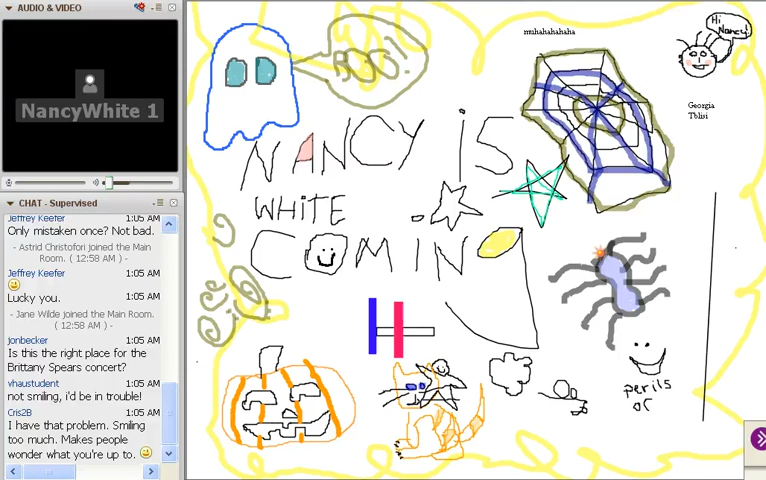 AUDIO & VIDEO
NancyWhite 1
CHAT - Supervised
Jeffrey Keefer 1:05 AM
Only mistaken once? Not bad.
- Astrid Christofori joined the Main
Room. ( 12:58 AM ) -
Jeffrey Keefer 1:05 AM
Lucky you.
- Jane Wilde joined the Main Room.
( 12:58 AM ) -
jonbecker 1:05 AM
Is this the right place for the
Brittany Spears concert?
vhaustudent 1:05 AM
not smiling, i'd be in trouble!
Cris2B 1:05 AM
I have that problem. Smiling
too much. Makes people
wonder what you're up to.
BOO!
muhahahahaha
Hi
Nancy!
Georgia
Tblisi
NANCY iS
WHiTE
COMIN
perils
or